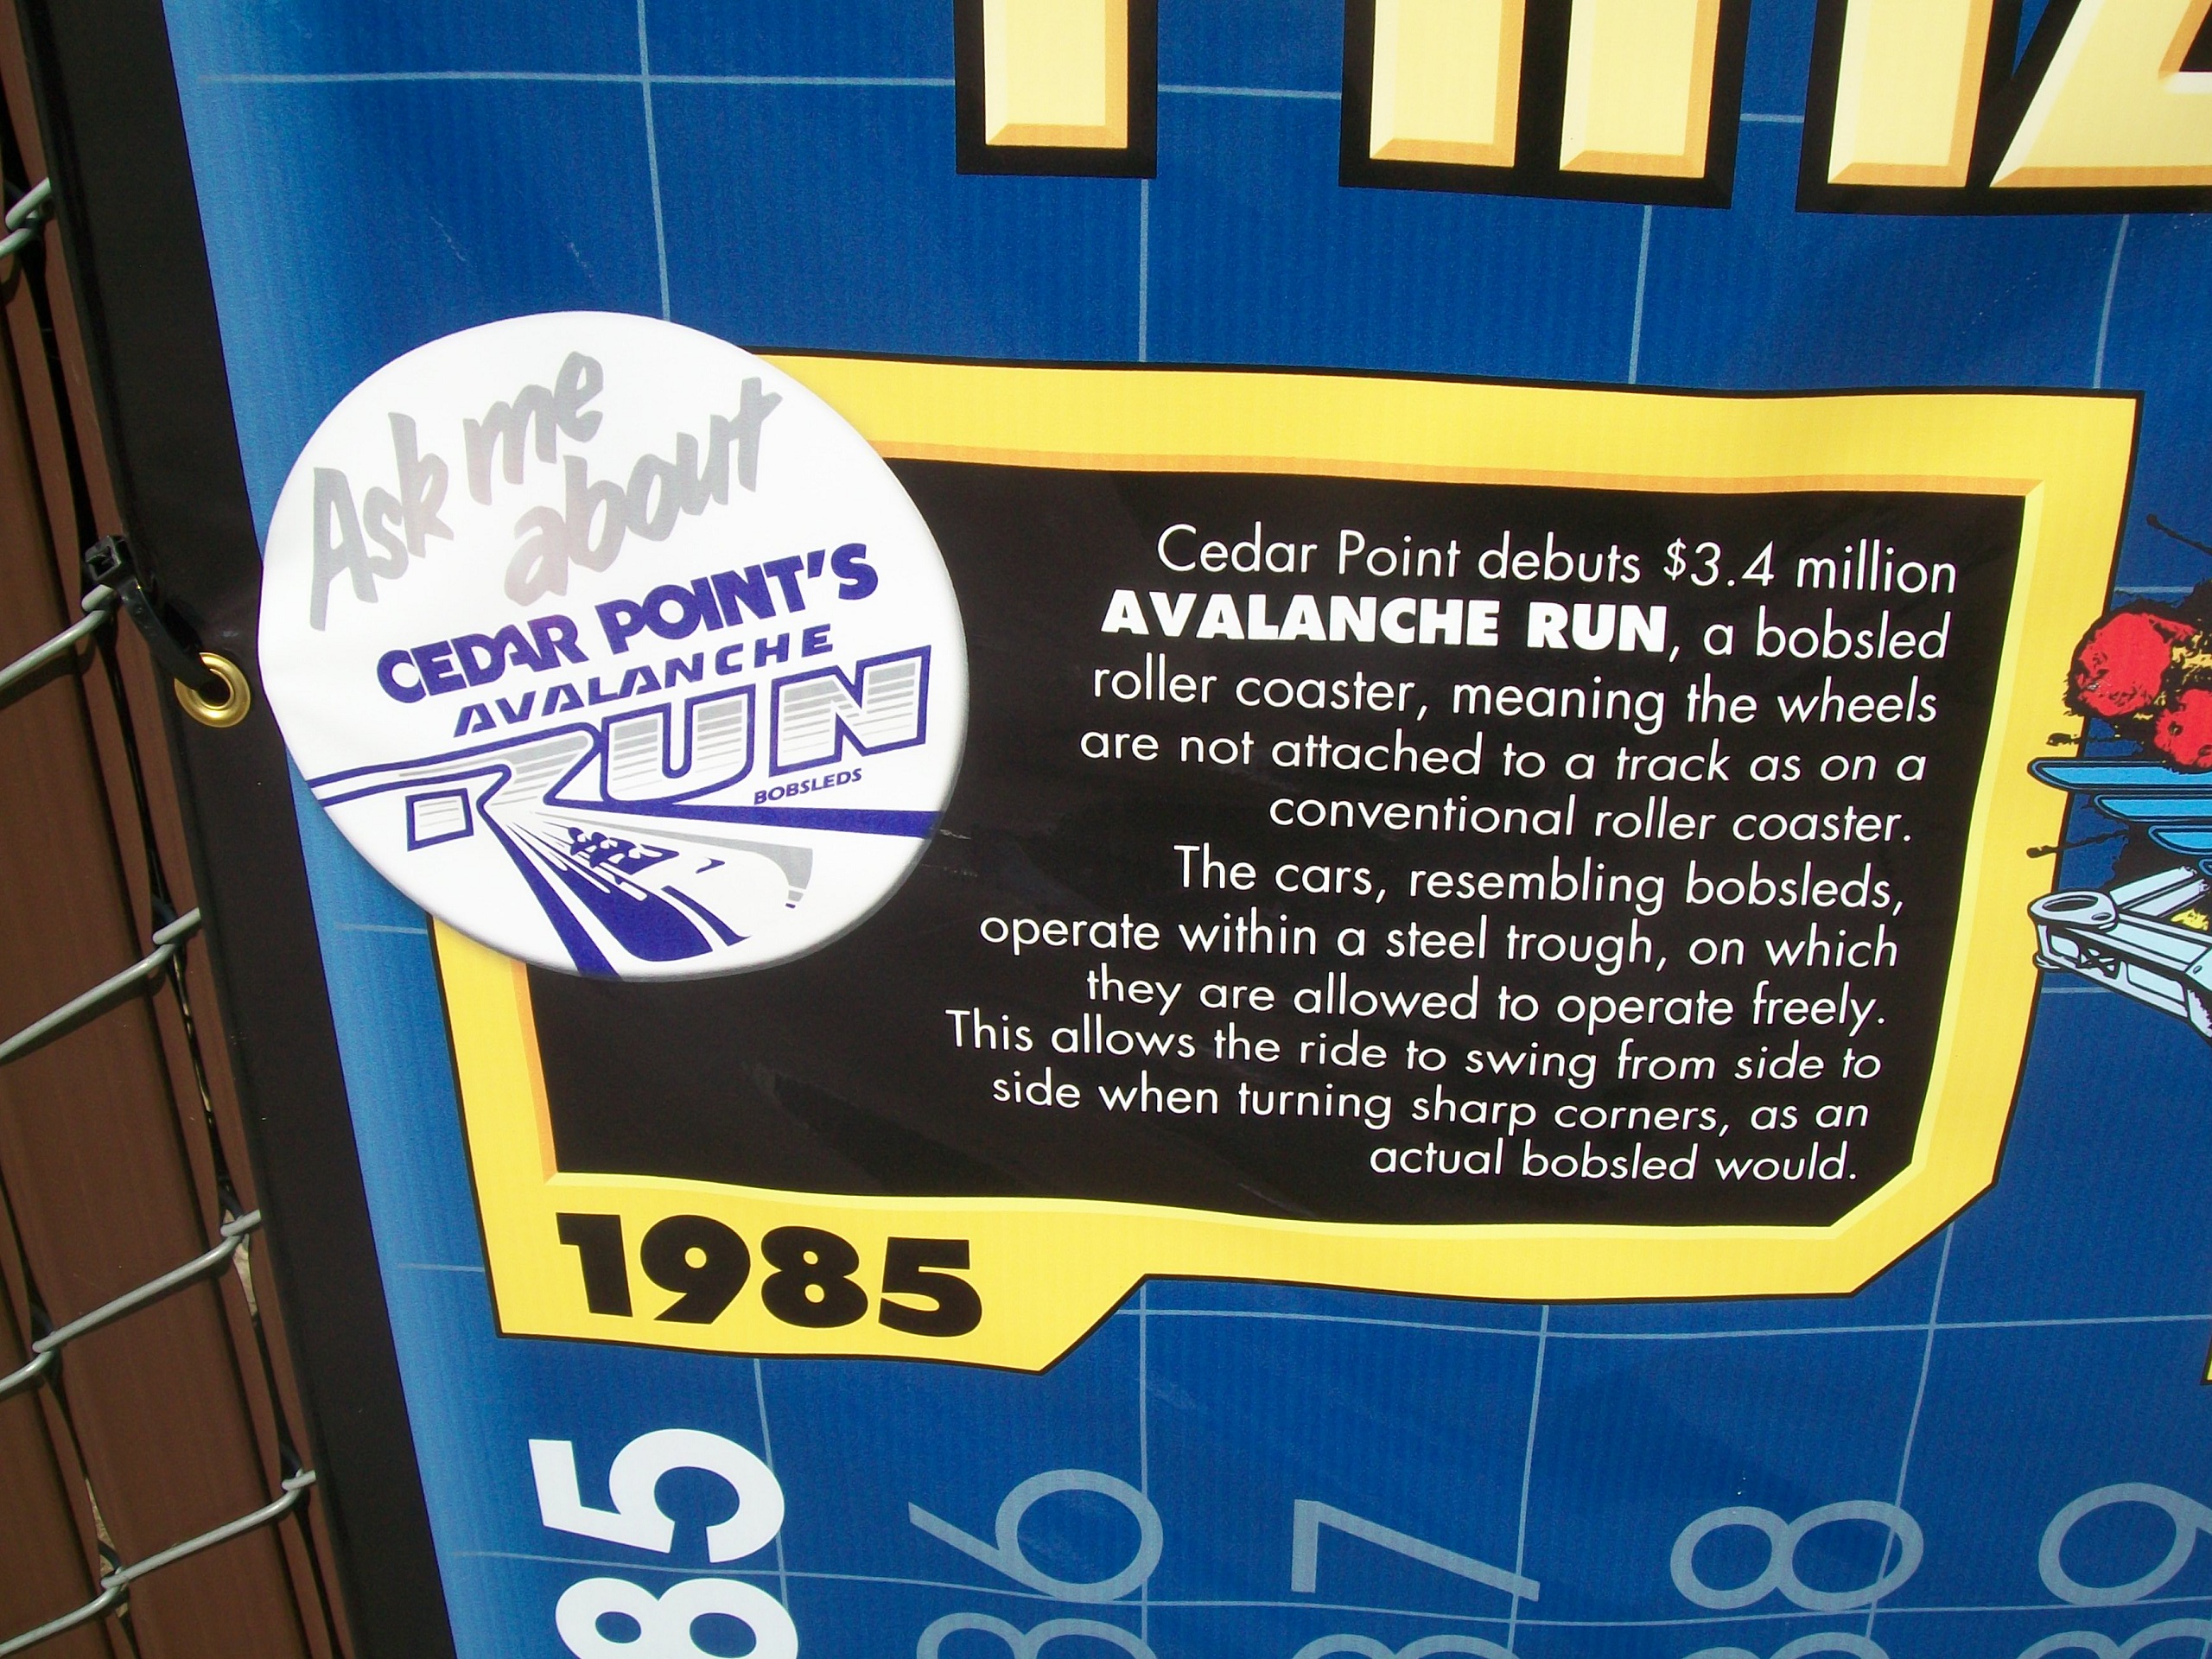 Ask me
about
CEDAR POINT'S
AVALANCHE
RUN
BOBSLEDS
Cedar Point debuts $3.4 million
AVALANCHE RUN, a bobsled
roller coaster, meaning the wheels
are not attached to a track as on a
conventional roller coaster.
The cars, resembling bobsleds,
operate within a steel trough, on which
they are allowed to operate freely.
This allows the ride to swing from side to
side when turning sharp corners, as an
actual bobsled would.
1985
85
86
87
88
89